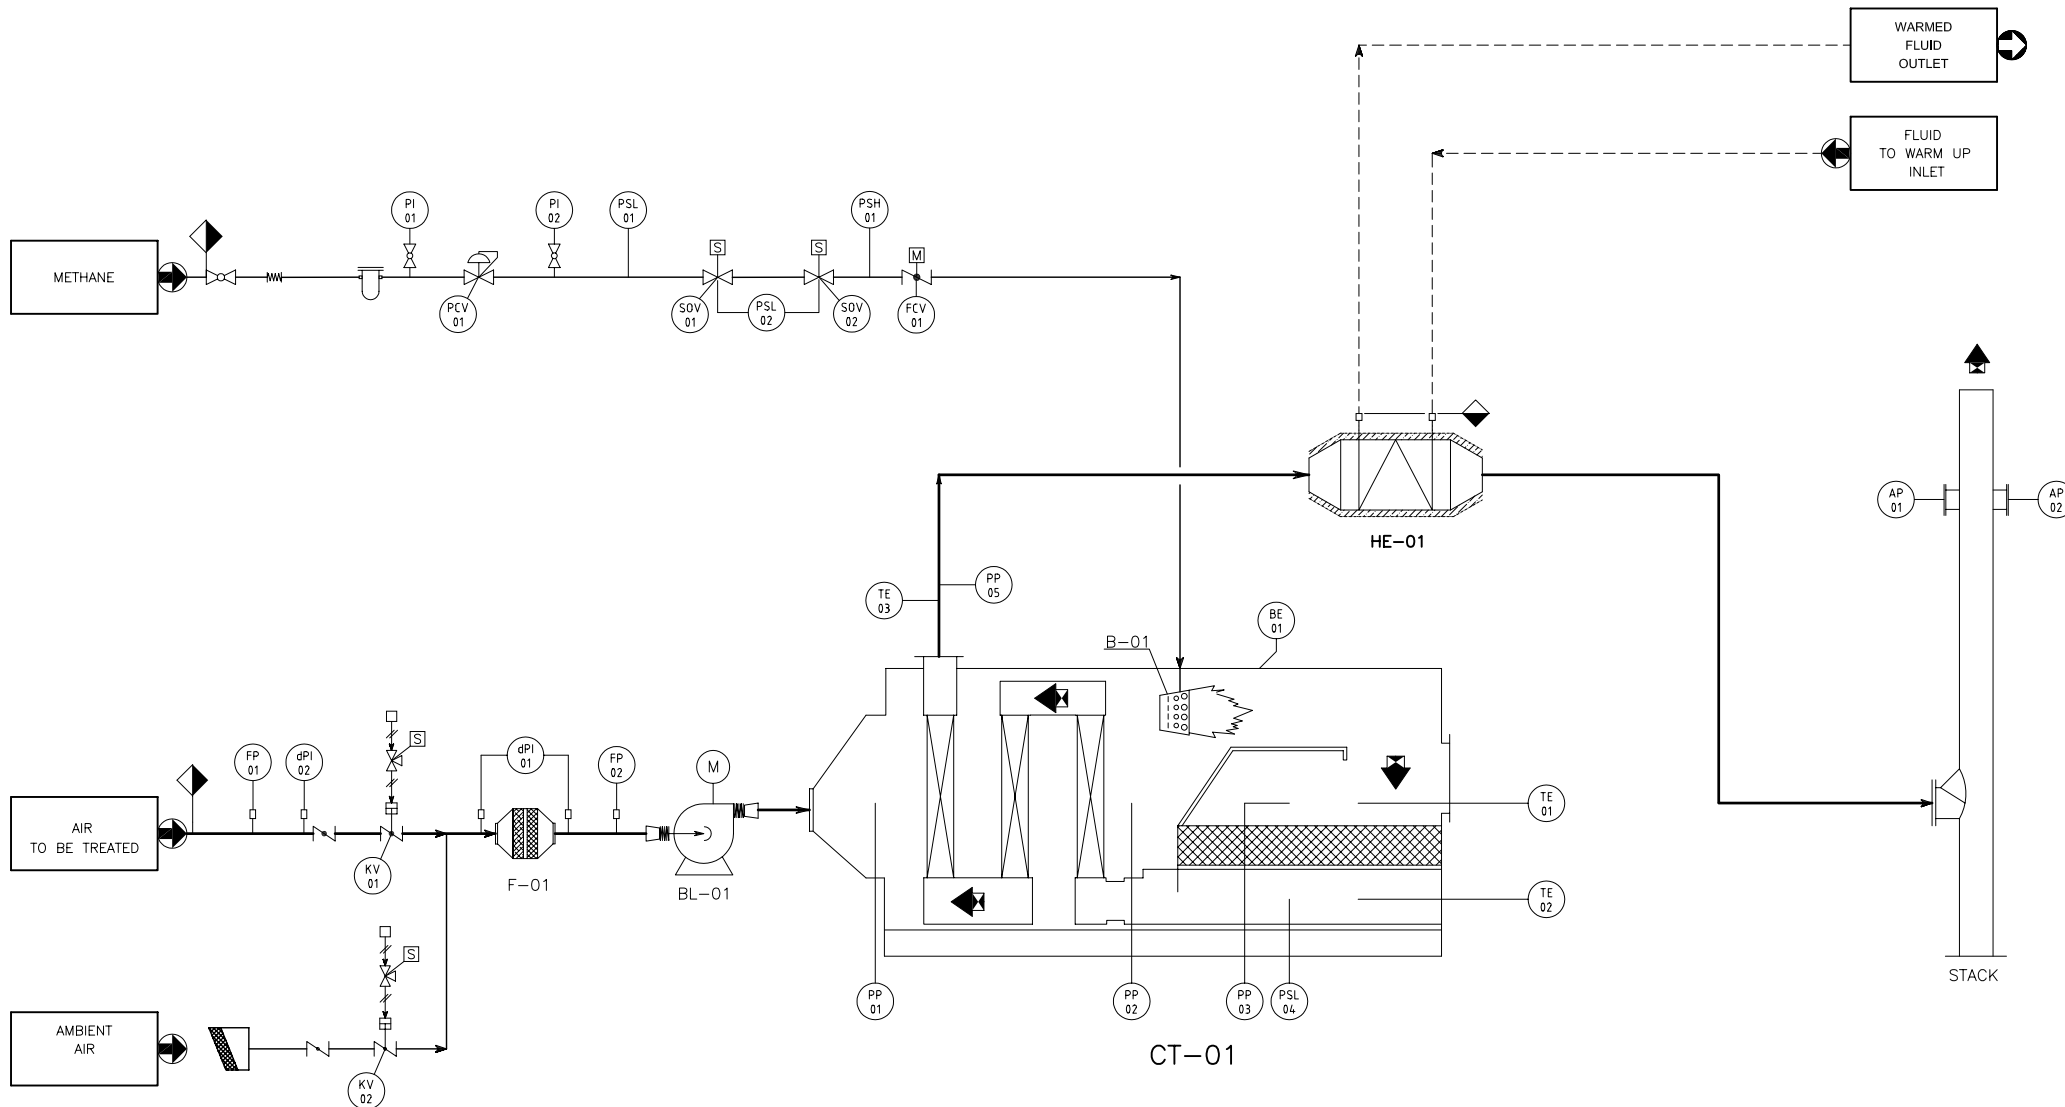 WARMED
FLUID
OUTLET
FLUID
TO WARM UP
INLET
PI
01
PI
02
PSL
01
PSH
01
S
S
M
METHANE
PCV
01
SOV
01
PSL
02
SOV
02
FCV
01
AP
01
AP
02
HE-01
TE
03
PP
05
BE
01
B-01
S
FP
01
dPI
02
dPI
01
FP
02
M
AIR
TO BE TREATED
TE
01
KV
01
F-01
BL-01
TE
02
S
STACK
PP
01
PP
02
PP
03
PSL
04
AMBIENT
AIR
CT-01
KV
02